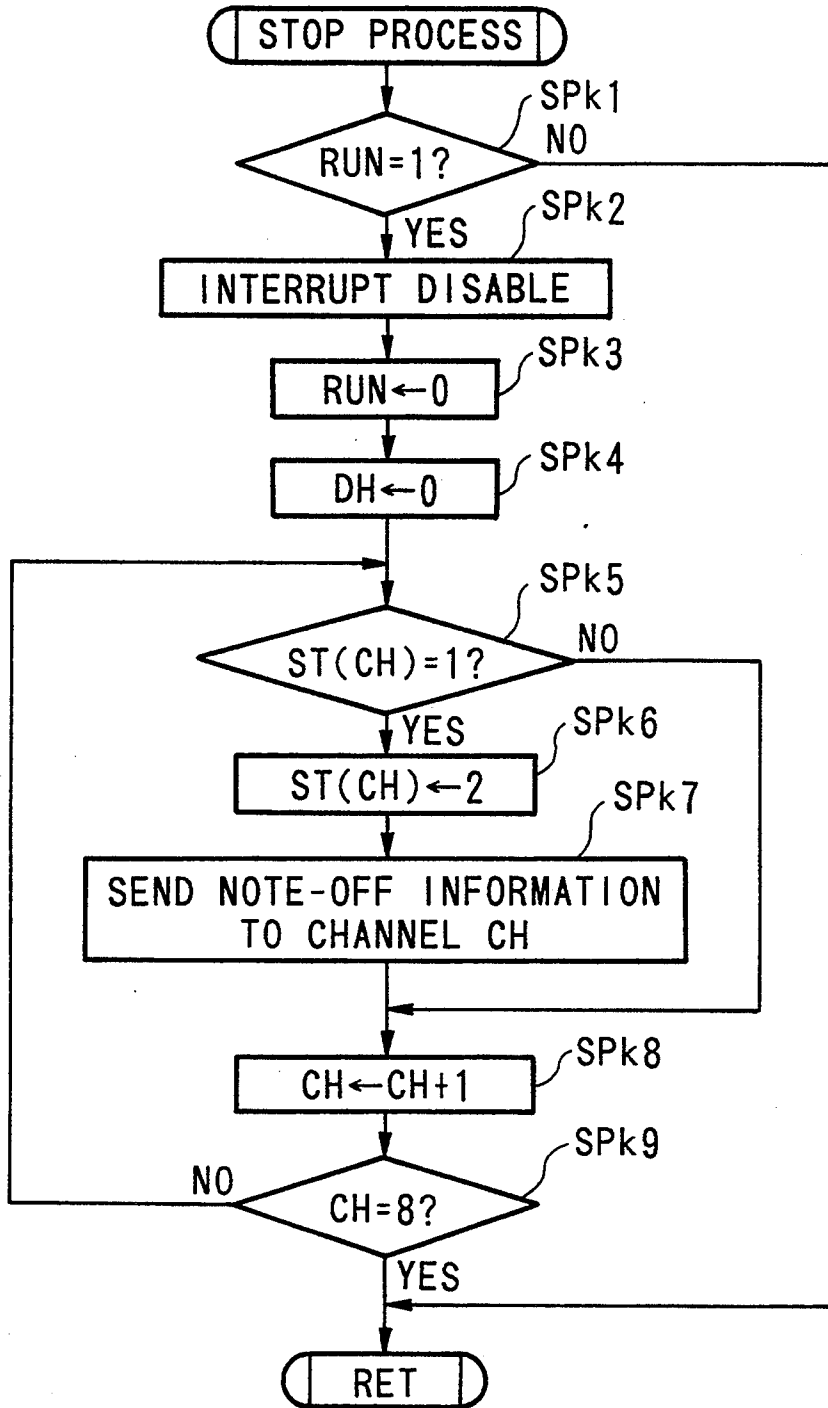 STOP PROCESS
SPk1
RUN=1?
NO
YES
SPk2
INTERRUPT DISABLE
SPk3
RUN←0
SPk4
DH←0
SPk5
ST(CH)=1?
NO
YES
SPk6
ST(CH)←2
SPk7
SEND NOTE-OFF INFORMATION
TO CHANNEL CH
SPk8
CH←CH+1
SPk9
NO
CH=8?
YES
RET